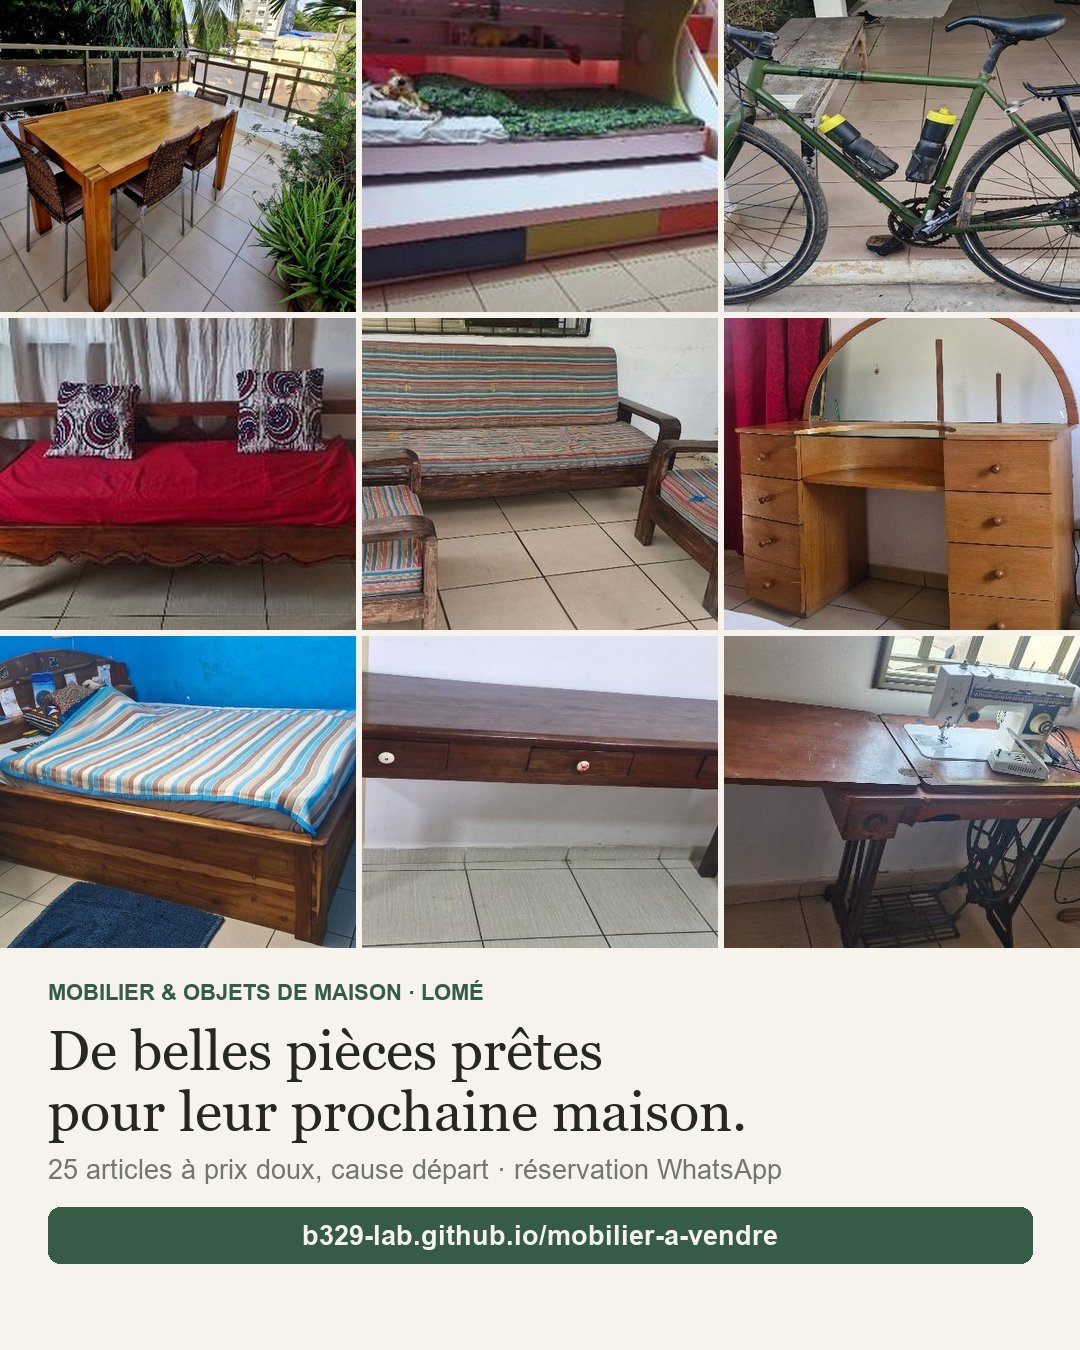 MOBILIER & OBJETS DE MAISON · LOMÉ
De belles pièces prêtes
pour leur prochaine maison.
25 articles à prix doux, cause départ · réservation WhatsApp
b329-lab.github.io/mobilier-a-vendre